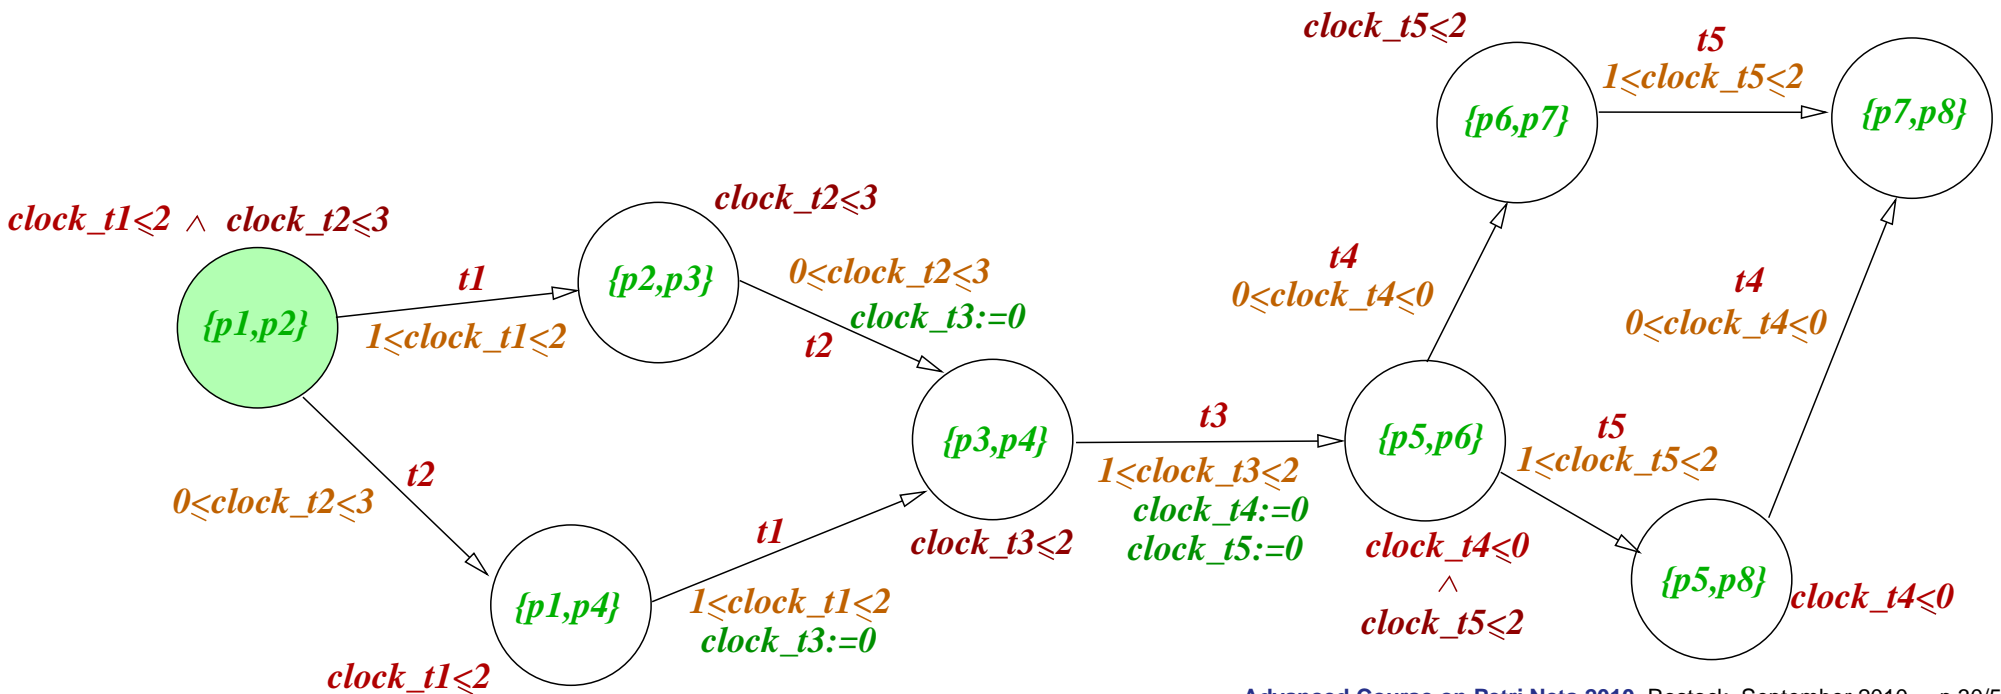 clock_t5≤2
t5
1≤clock_t5≤2
{p6,p7}
{p7,p8}
clock_t1≤2 ∧ clock_t2≤3
clock_t2≤3
{p1,p2}
t1
1≤clock_t1≤2
{p2,p3}
0≤clock_t2≤3
clock_t3:=0
t2
t4
0≤clock_t4≤0
t4
0≤clock_t4≤0
t2
0≤clock_t2≤3
{p3,p4}
clock_t3≤2
t3
1≤clock_t3≤2
clock_t4:=0
clock_t5:=0
{p5,p6}
clock_t4≤0
∧
clock_t5≤2
t5
1≤clock_t5≤2
{p1,p4}
clock_t1≤2
t1
1≤clock_t1≤2
clock_t3:=0
{p5,p8}
clock_t4≤0